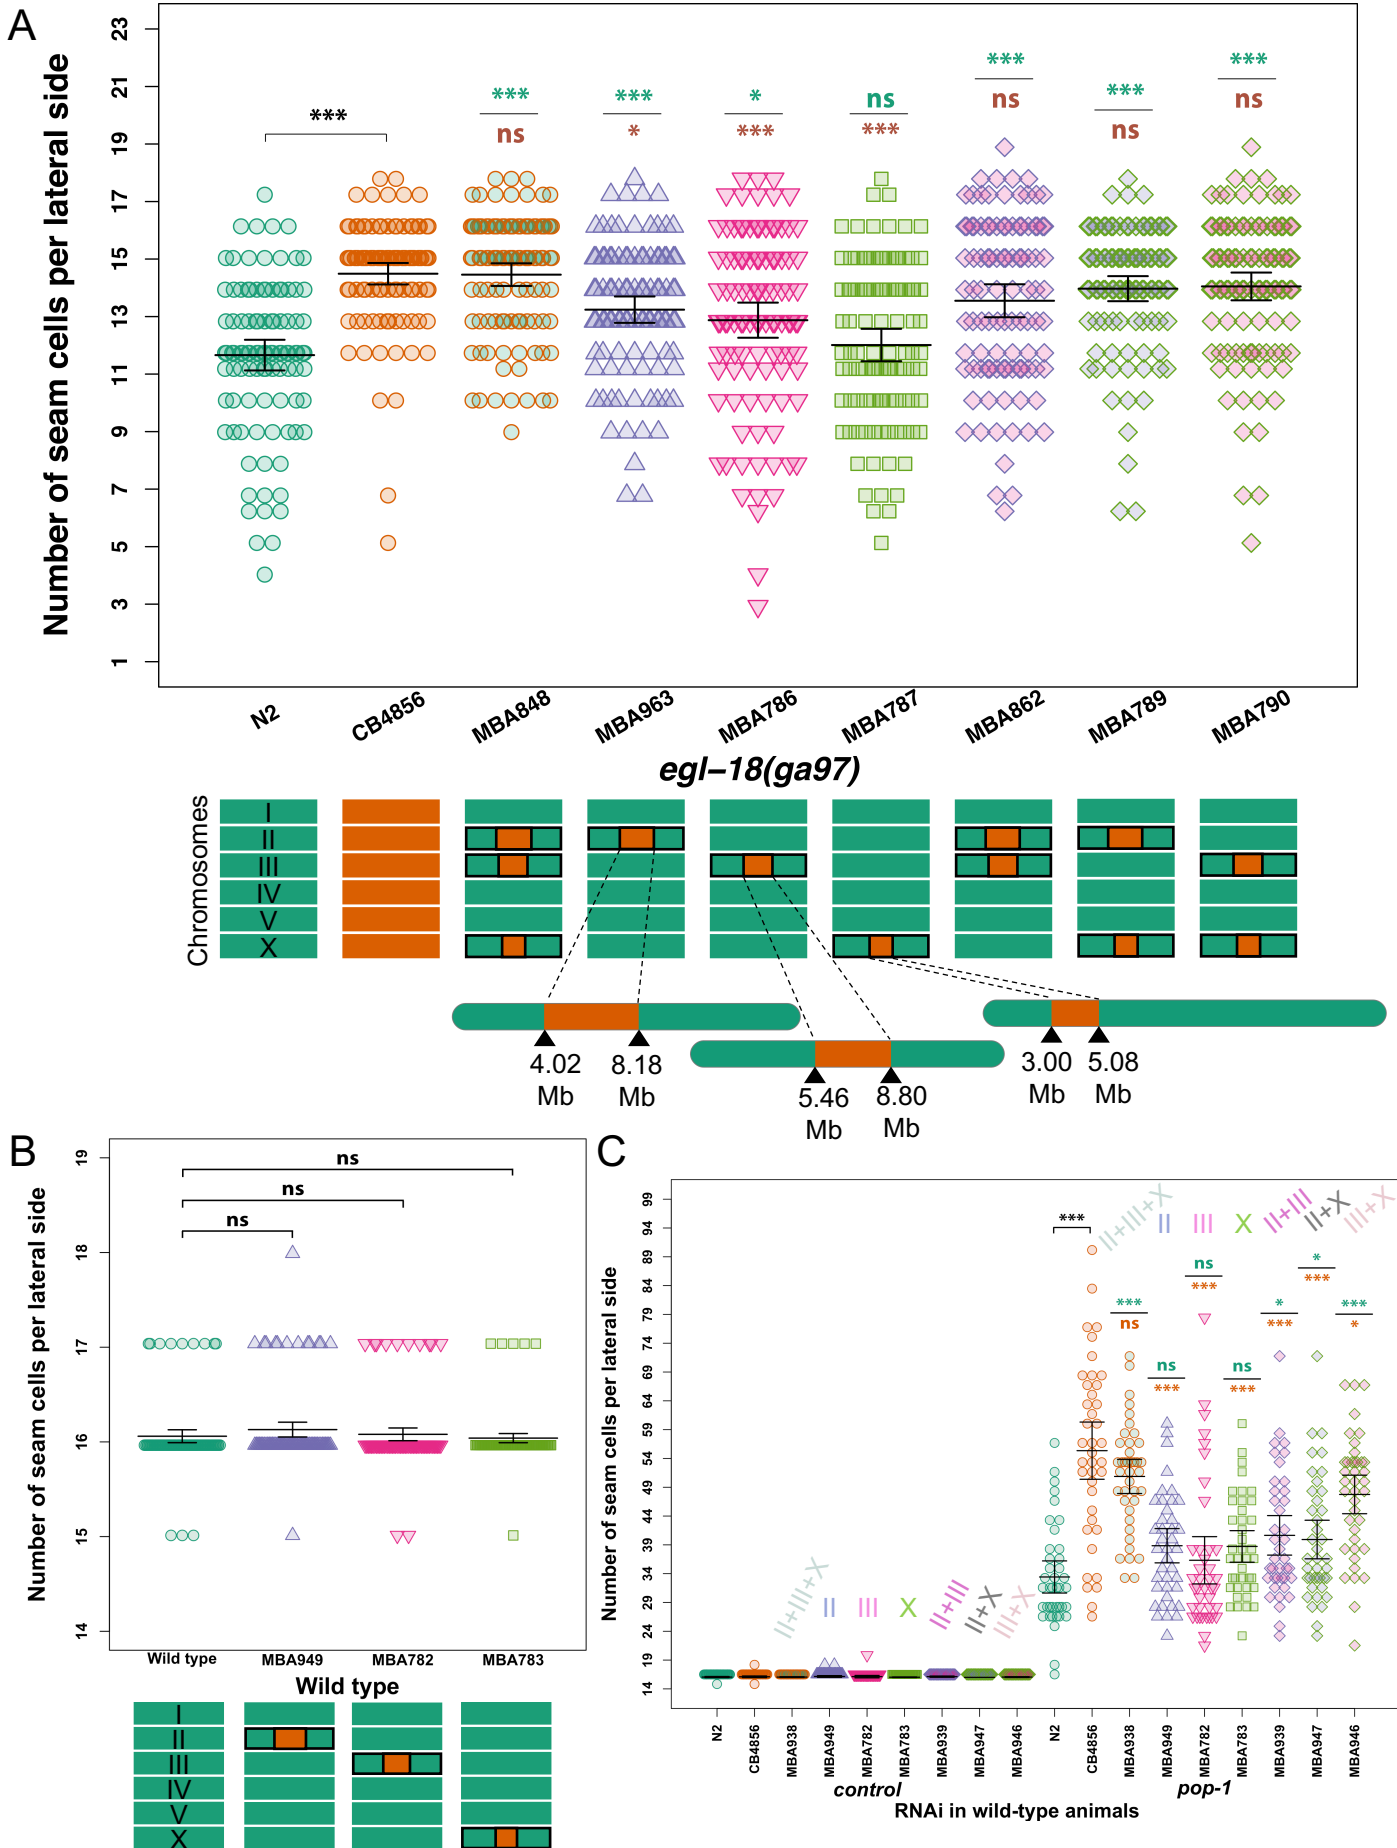 A
Number of seam cells per lateral side
23
21
19
17
15
13
11
9
7
5
3
1
***
***
ns
***
*
*
***
ns
***
***
ns
***
ns
***
ns
N2
CB4856
MBA848
MBA963
MBA786
MBA787
MBA862
MBA789
MBA790
egl–18(ga97)
Chromosomes
I
II
III
IV
V
X
4.02
Mb
8.18
Mb
5.46
Mb
8.80
Mb
3.00
Mb
5.08
Mb
B
Number of seam cells per lateral side
19
18
17
16
15
14
ns
ns
ns
Wild type
MBA949
MBA782
MBA783
Wild type
I
II
III
IV
V
X
C
Number of seam cells per lateral side
99
94
89
84
79
74
69
64
59
54
49
44
39
34
29
24
19
14
II+III+X
II
III
X
II+III
II+X
III+X
***
II+III+X
II
III
X
II+III
II+X
III+X
***
ns
ns
***
ns
***
ns
***
*
***
*
***
***
*
N2
CB4856
MBA938
MBA949
MBA782
MBA783
MBA939
MBA947
MBA946
N2
CB4856
MBA938
MBA949
MBA782
MBA783
MBA939
MBA947
MBA946
control
pop-1
RNAi in wild-type animals